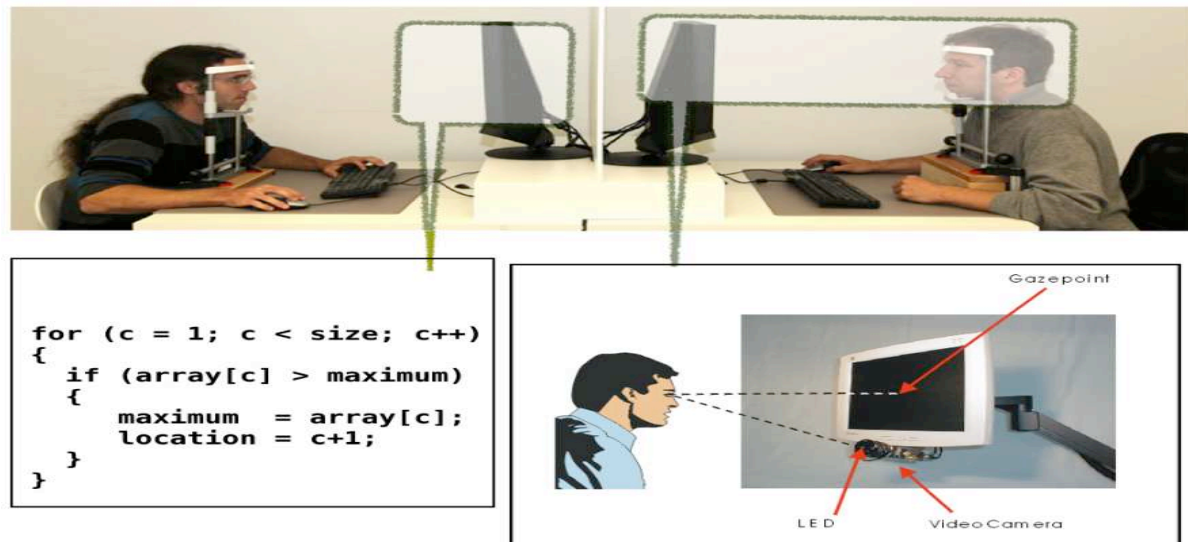 for (c = 1; c < size; c++)
{
  if (array[c] > maximum)
  {
     maximum  = array[c];
     location = c+1;
  }
}
Gazepoint
LED
Video Camera